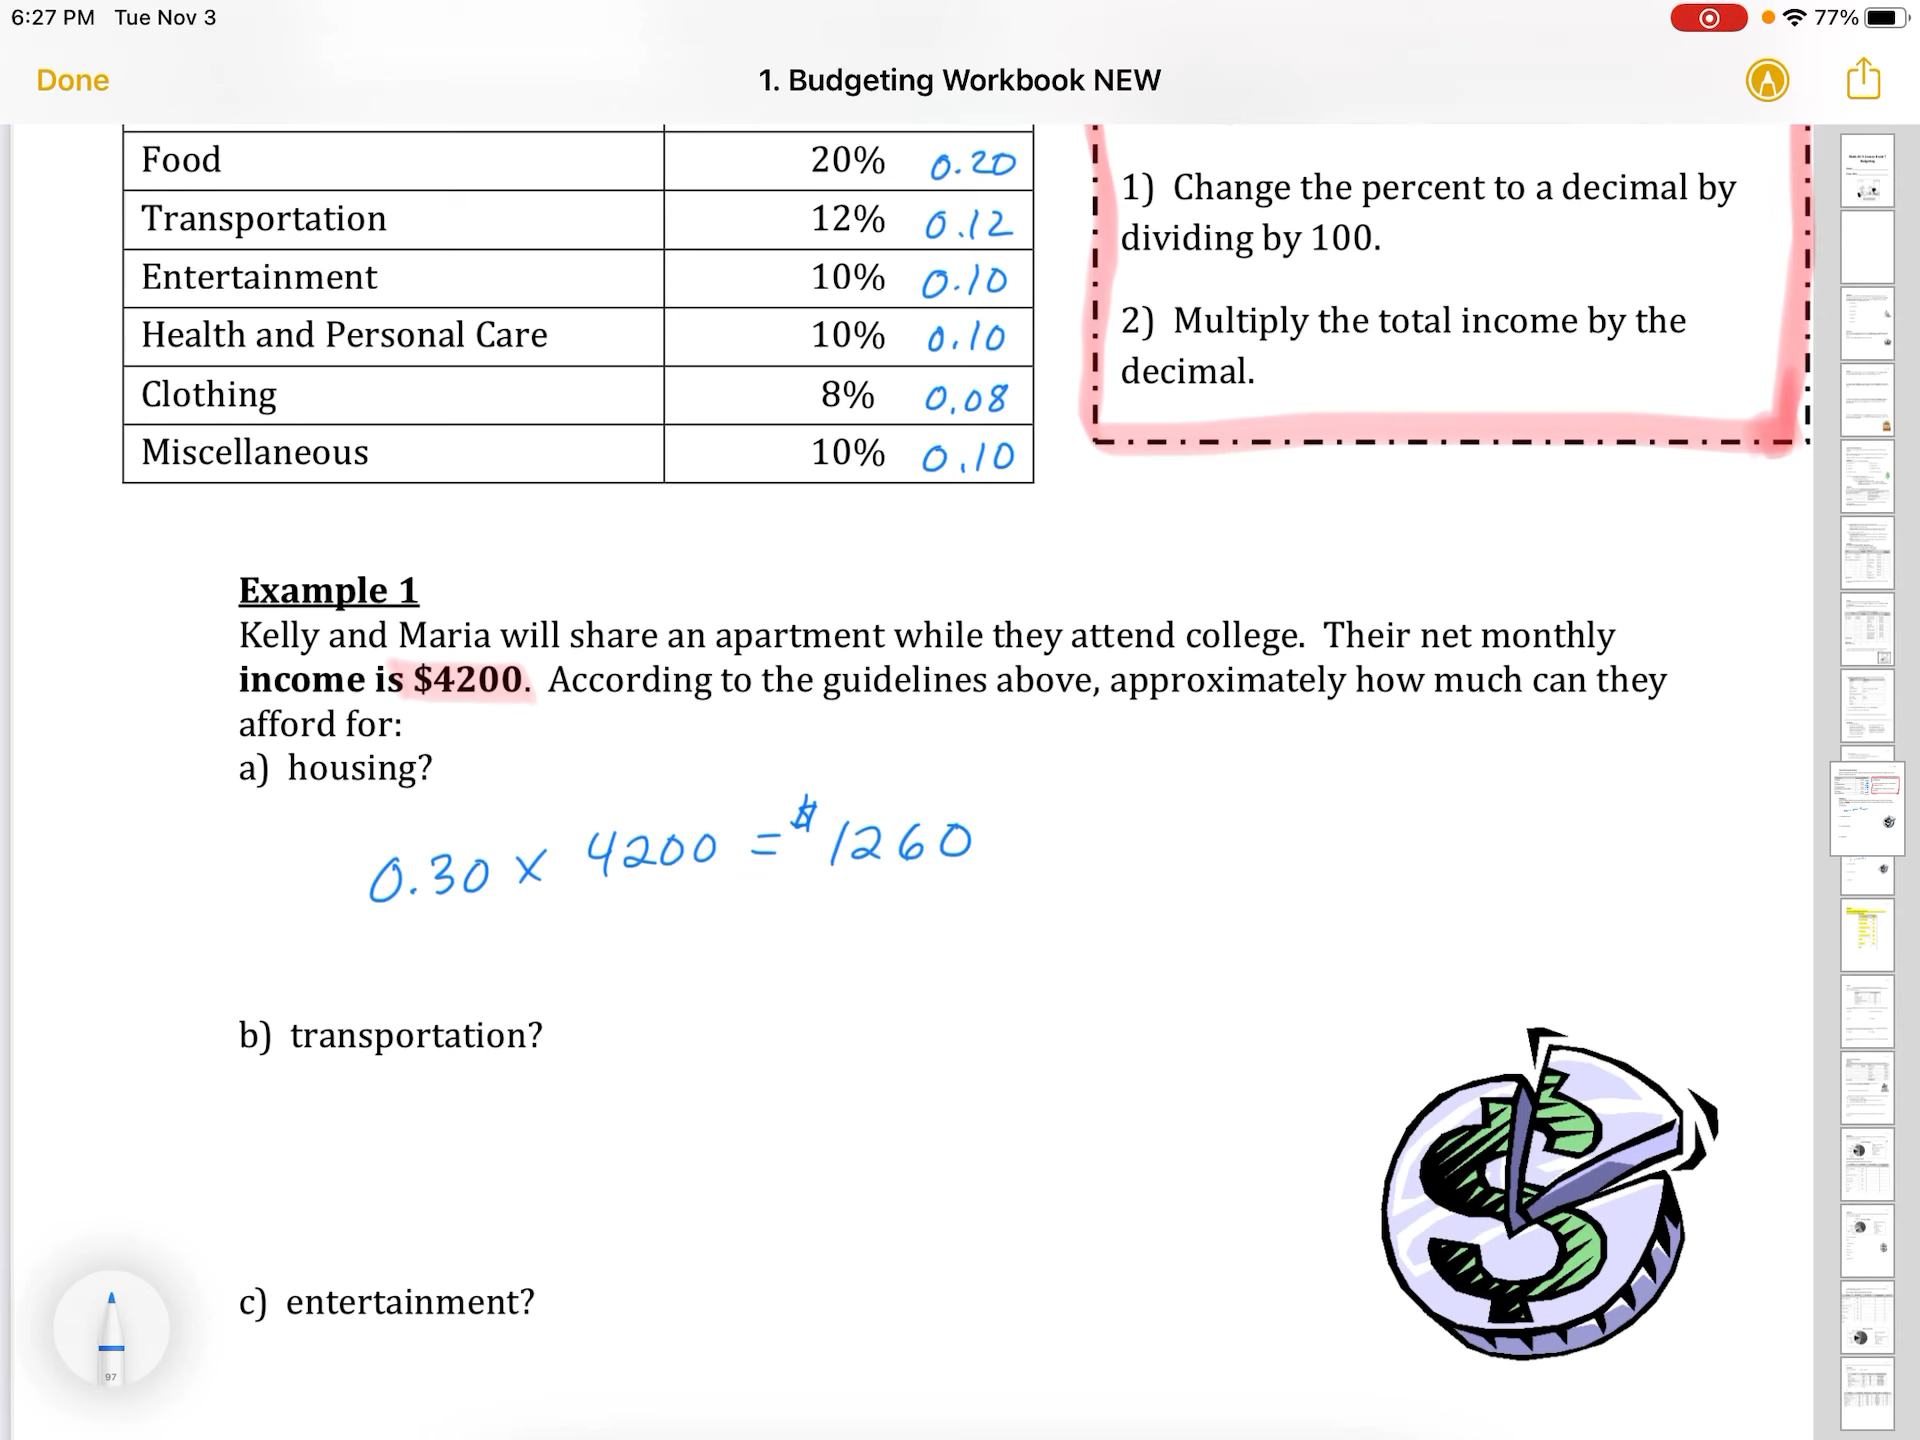 6:27 PM Tue Nov 3
77%
Done
1. Budgeting Workbook NEW
Food 20% 0.20
Transportation 12% 0.12
Entertainment 10% 0.10
Health and Personal Care 10% 0.10
Clothing 8% 0.08
Miscellaneous 10% 0.10
1) Change the percent to a decimal by
dividing by 100.
2) Multiply the total income by the
decimal.
Example 1
Kelly and Maria will share an apartment while they attend college. Their net monthly
income is $4200. According to the guidelines above, approximately how much can they
afford for:
a) housing?
0.30 x 4200 = $1260
b) transportation?
c) entertainment?
97